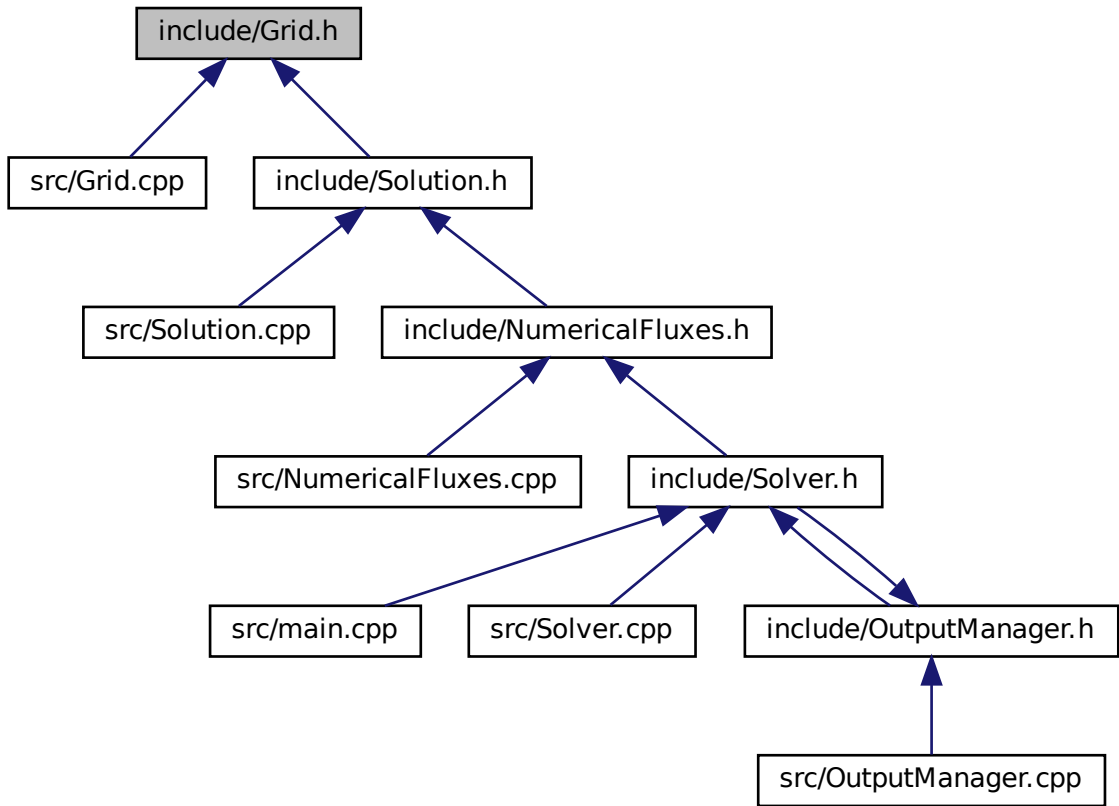 include/Grid.h
src/Grid.cpp
include/Solution.h
src/Solution.cpp
include/NumericalFluxes.h
src/NumericalFluxes.cpp
include/Solver.h
src/main.cpp
src/Solver.cpp
include/OutputManager.h
src/OutputManager.cpp